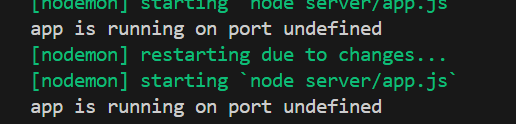 [nodemon] starting `node server/app.js`
app is running on port undefined
[nodemon] restarting due to changes...
[nodemon] starting `node server/app.js`
app is running on port undefined